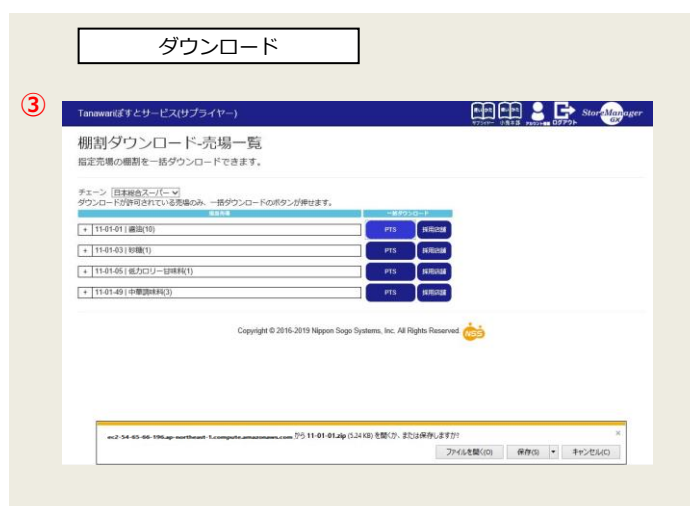 ダウンロード
③
Tanawariぽすとサービス(サプライヤー)
StoreManager
GX
ログアウト
棚割ダウンロード-売場一覧
指定売場の棚割を一括ダウンロードできます。
チェーン 日本総合スーパー
ダウンロードが許可されている売場のみ、一括ダウンロードのボタンが押せます。
一括ダウンロード
+ 11-01-01 | 醤油(10) PTS 採用店舗
+ 11-01-03 | 砂糖(1) PTS 採用店舗
+ 11-01-05 | 低カロリー甘味料(1) PTS 採用店舗
+ 11-01-49 | 中華調味料(3) PTS 採用店舗
Copyright © 2016-2019 Nippon Sogo Systems, Inc. All Rights Reserved.
NSS
ec2-54-65-66-196.ap-northeast-1.compute.amazonaws.com から 11-01-01.zip (5.24 KB) を開くか、または保存しますか?
×
ファイルを開く(O) 保存(S) ▼ キャンセル(C)